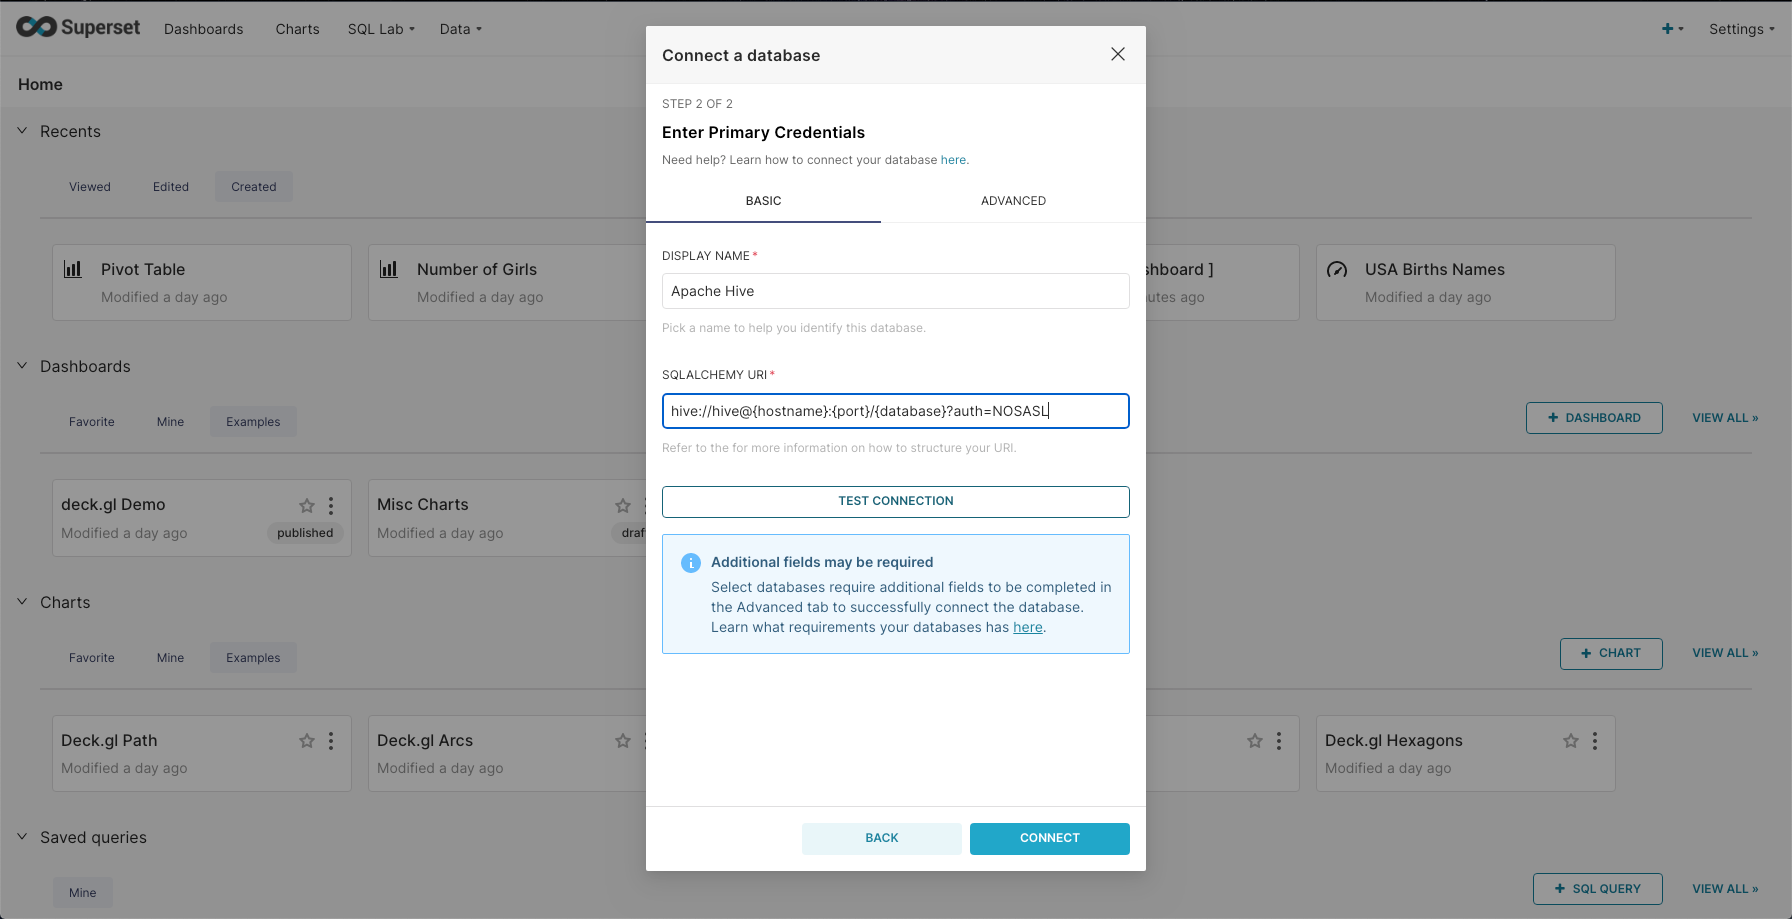 Superset
Dashboards
Charts
SQL Lab
Data
Settings
Home
Recents
Viewed
Edited
Created
Pivot Table
Modified a day ago
Number of Girls
Modified a day ago
shboard ]
utes ago
USA Births Names
Modified a day ago
Dashboards
Favorite
Mine
Examples
+ DASHBOARD
VIEW ALL »
deck.gl Demo
Modified a day ago
published
Misc Charts
Modified a day ago
draf
Charts
Favorite
Mine
Examples
+ CHART
VIEW ALL »
Deck.gl Path
Modified a day ago
Deck.gl Arcs
Modified a day ago
Deck.gl Hexagons
Modified a day ago
Saved queries
Mine
+ SQL QUERY
VIEW ALL »
Connect a database
STEP 2 OF 2
Enter Primary Credentials
Need help? Learn how to connect your database here.
BASIC
ADVANCED
DISPLAY NAME *
Apache Hive
Pick a name to help you identify this database.
SQLALCHEMY URI *
hive://hive@{hostname}:{port}/{database}?auth=NOSASL
Refer to the for more information on how to structure your URI.
TEST CONNECTION
Additional fields may be required
Select databases require additional fields to be completed in
the Advanced tab to successfully connect the database.
Learn what requirements your databases has here.
BACK
CONNECT